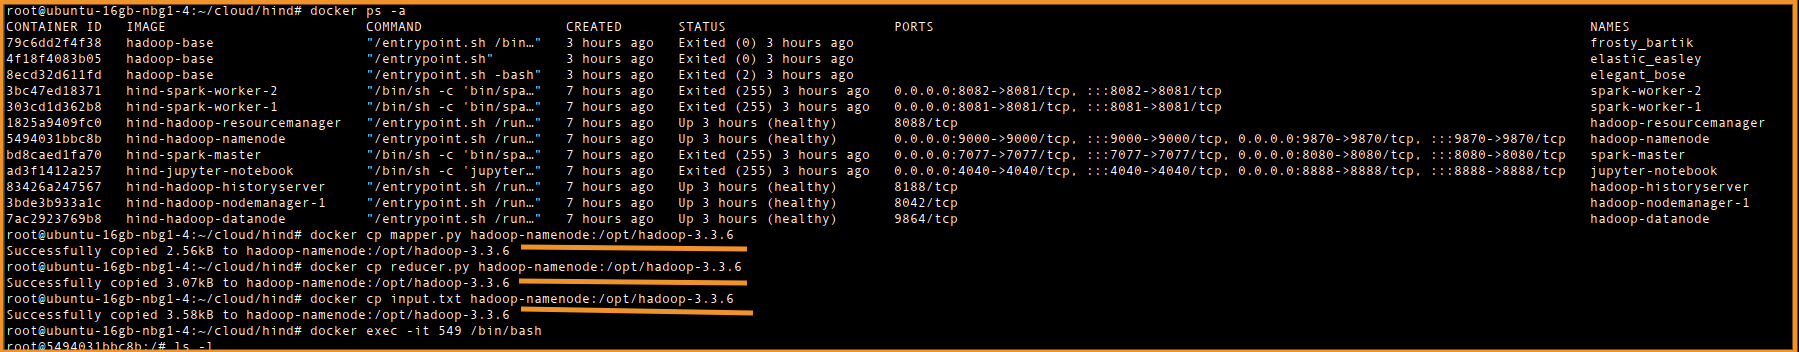 root@ubuntu-16gb-nbg1-4:~/cloud/hind# docker ps -a
CONTAINER ID   IMAGE                         COMMAND                  CREATED       STATUS                    PORTS                                                                                  NAMES
79c6dd2f4f38   hadoop-base                   "/entrypoint.sh /bin…"   3 hours ago   Exited (0) 3 hours ago                                                                                           frosty_bartik
4f18f4083b05   hadoop-base                   "/entrypoint.sh"         3 hours ago   Exited (0) 3 hours ago                                                                                           elastic_easley
8ecd32d611fd   hadoop-base                   "/entrypoint.sh -bash"   3 hours ago   Exited (2) 3 hours ago                                                                                           elegant_bose
3bc47ed18371   hind-spark-worker-2           "/bin/sh -c 'bin/spa…"   7 hours ago   Exited (255) 3 hours ago   0.0.0.0:8082->8081/tcp, :::8082->8081/tcp                                              spark-worker-2
303cd1d362b8   hind-spark-worker-1           "/bin/sh -c 'bin/spa…"   7 hours ago   Exited (255) 3 hours ago   0.0.0.0:8081->8081/tcp, :::8081->8081/tcp                                              spark-worker-1
1825a9409fc0   hind-hadoop-resourcemanager   "/entrypoint.sh /run…"   7 hours ago   Up 3 hours (healthy)       8088/tcp                                                                               hadoop-resourcemanager
5494031bbc8b   hind-hadoop-namenode          "/entrypoint.sh /run…"   7 hours ago   Up 3 hours (healthy)       0.0.0.0:9000->9000/tcp, :::9000->9000/tcp, 0.0.0.0:9870->9870/tcp, :::9870->9870/tcp   hadoop-namenode
bd8caed1fa70   hind-spark-master             "/bin/sh -c 'bin/spa…"   7 hours ago   Exited (255) 3 hours ago   0.0.0.0:7077->7077/tcp, :::7077->7077/tcp, 0.0.0.0:8080->8080/tcp, :::8080->8080/tcp   spark-master
ad3f1412a257   hind-jupyter-notebook         "/bin/sh -c 'jupyter…"   7 hours ago   Exited (255) 3 hours ago   0.0.0.0:4040->4040/tcp, :::4040->4040/tcp, 0.0.0.0:8888->8888/tcp, :::8888->8888/tcp   jupyter-notebook
83426a247567   hind-hadoop-historyserver     "/entrypoint.sh /run…"   7 hours ago   Up 3 hours (healthy)       8188/tcp                                                                               hadoop-historyserver
3bde3b933a1c   hind-hadoop-nodemanager-1     "/entrypoint.sh /run…"   7 hours ago   Up 3 hours (healthy)       8042/tcp                                                                               hadoop-nodemanager-1
7ac2923769b8   hind-hadoop-datanode          "/entrypoint.sh /run…"   7 hours ago   Up 3 hours (healthy)       9864/tcp                                                                               hadoop-datanode
root@ubuntu-16gb-nbg1-4:~/cloud/hind# docker cp mapper.py hadoop-namenode:/opt/hadoop-3.3.6
Successfully copied 2.56kB to hadoop-namenode:/opt/hadoop-3.3.6
root@ubuntu-16gb-nbg1-4:~/cloud/hind# docker cp reducer.py hadoop-namenode:/opt/hadoop-3.3.6
Successfully copied 3.07kB to hadoop-namenode:/opt/hadoop-3.3.6
root@ubuntu-16gb-nbg1-4:~/cloud/hind# docker cp input.txt hadoop-namenode:/opt/hadoop-3.3.6
Successfully copied 3.58kB to hadoop-namenode:/opt/hadoop-3.3.6
root@ubuntu-16gb-nbg1-4:~/cloud/hind# docker exec -it 549 /bin/bash
root@5494031bbc8b:/# ls -l